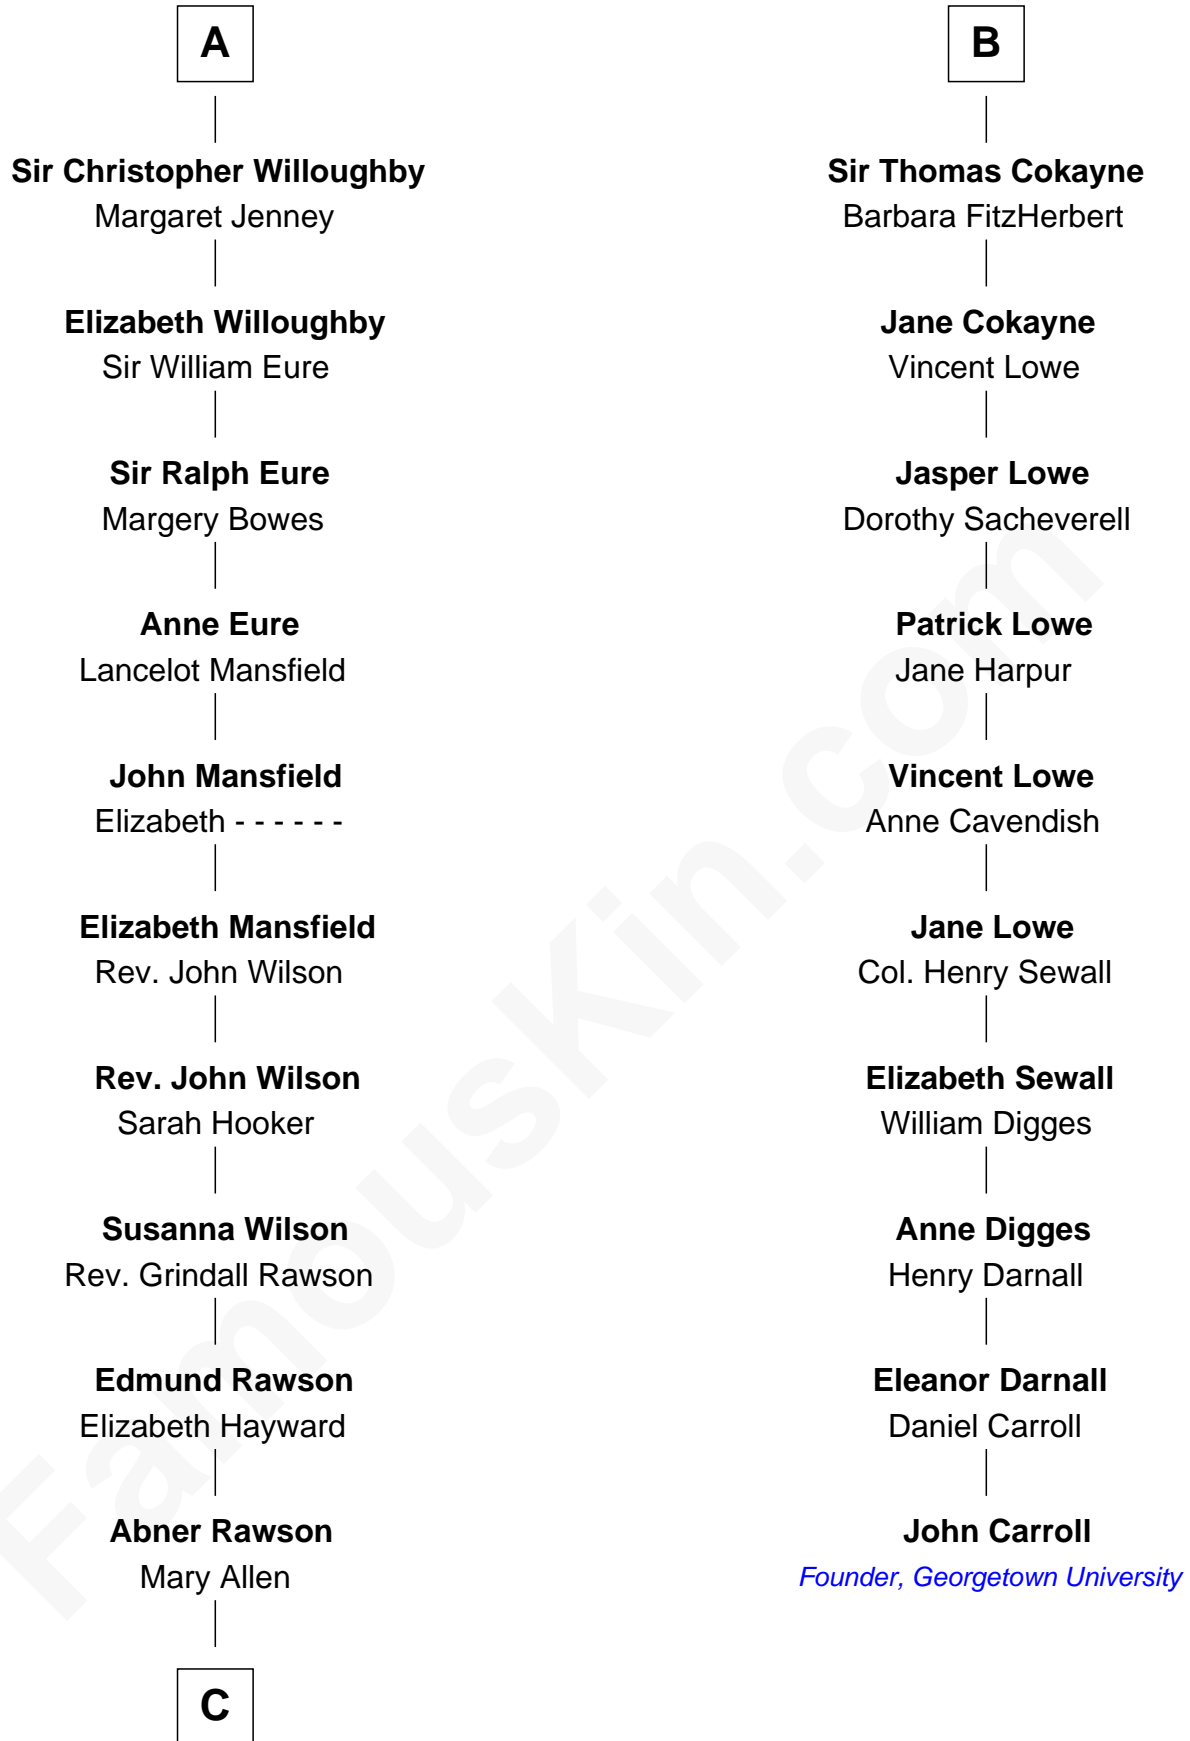 A
Sir Christopher Willoughby
Margaret Jenney
Elizabeth Willoughby
Sir William Eure
Sir Ralph Eure
Margery Bowes
Anne Eure
Lancelot Mansfield
John Mansfield
Elizabeth - - - - - -
Elizabeth Mansfield
Rev. John Wilson
Rev. John Wilson
Sarah Hooker
Susanna Wilson
Rev. Grindall Rawson
Edmund Rawson
Elizabeth Hayward
Abner Rawson
Mary Allen
C
B
Sir Thomas Cokayne
Barbara FitzHerbert
Jane Cokayne
Vincent Lowe
Jasper Lowe
Dorothy Sacheverell
Patrick Lowe
Jane Harpur
Vincent Lowe
Anne Cavendish
Jane Lowe
Col. Henry Sewall
Elizabeth Sewall
William Digges
Anne Digges
Henry Darnall
Eleanor Darnall
Daniel Carroll
John Carroll
Founder, Georgetown University
FamousKin.com